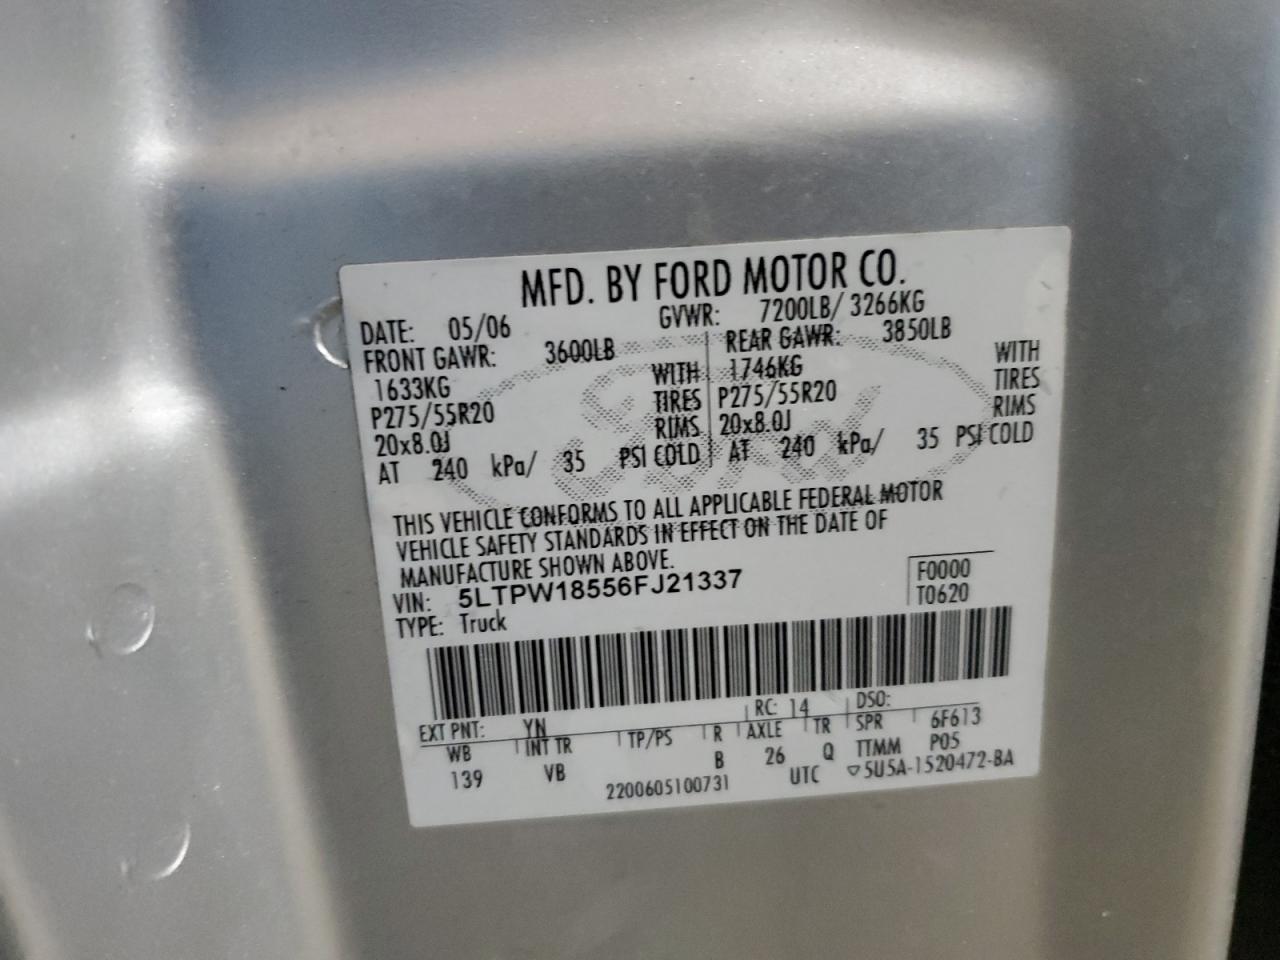 MFD. BY FORD MOTOR CO.
DATE: 05/06 GVWR: 7200LB/ 3266KG
FRONT GAWR: 3600LB REAR GAWR: 3850LB
1633KG WITH 1746KG WITH
P275/55R20 TIRES P275/55R20 TIRES
20x8.0J RIMS 20x8.0J RIMS
AT 240 kPa/ 35 PSI COLD AT 240 kPa/ 35 PSI COLD
Ford
THIS VEHICLE CONFORMS TO ALL APPLICABLE FEDERAL MOTOR
VEHICLE SAFETY STANDARDS IN EFFECT ON THE DATE OF
MANUFACTURE SHOWN ABOVE.
VIN: 5LTPW18556FJ21337
TYPE: Truck
F0000
T0620
EXT PNT: YN RC: 14 DSO:
WB INT TR TP/PS R AXLE TR SPR 6F613
139 VB B 26 Q TTMM P05
2200605100731 UTC ▽5U5A-1520472-BA